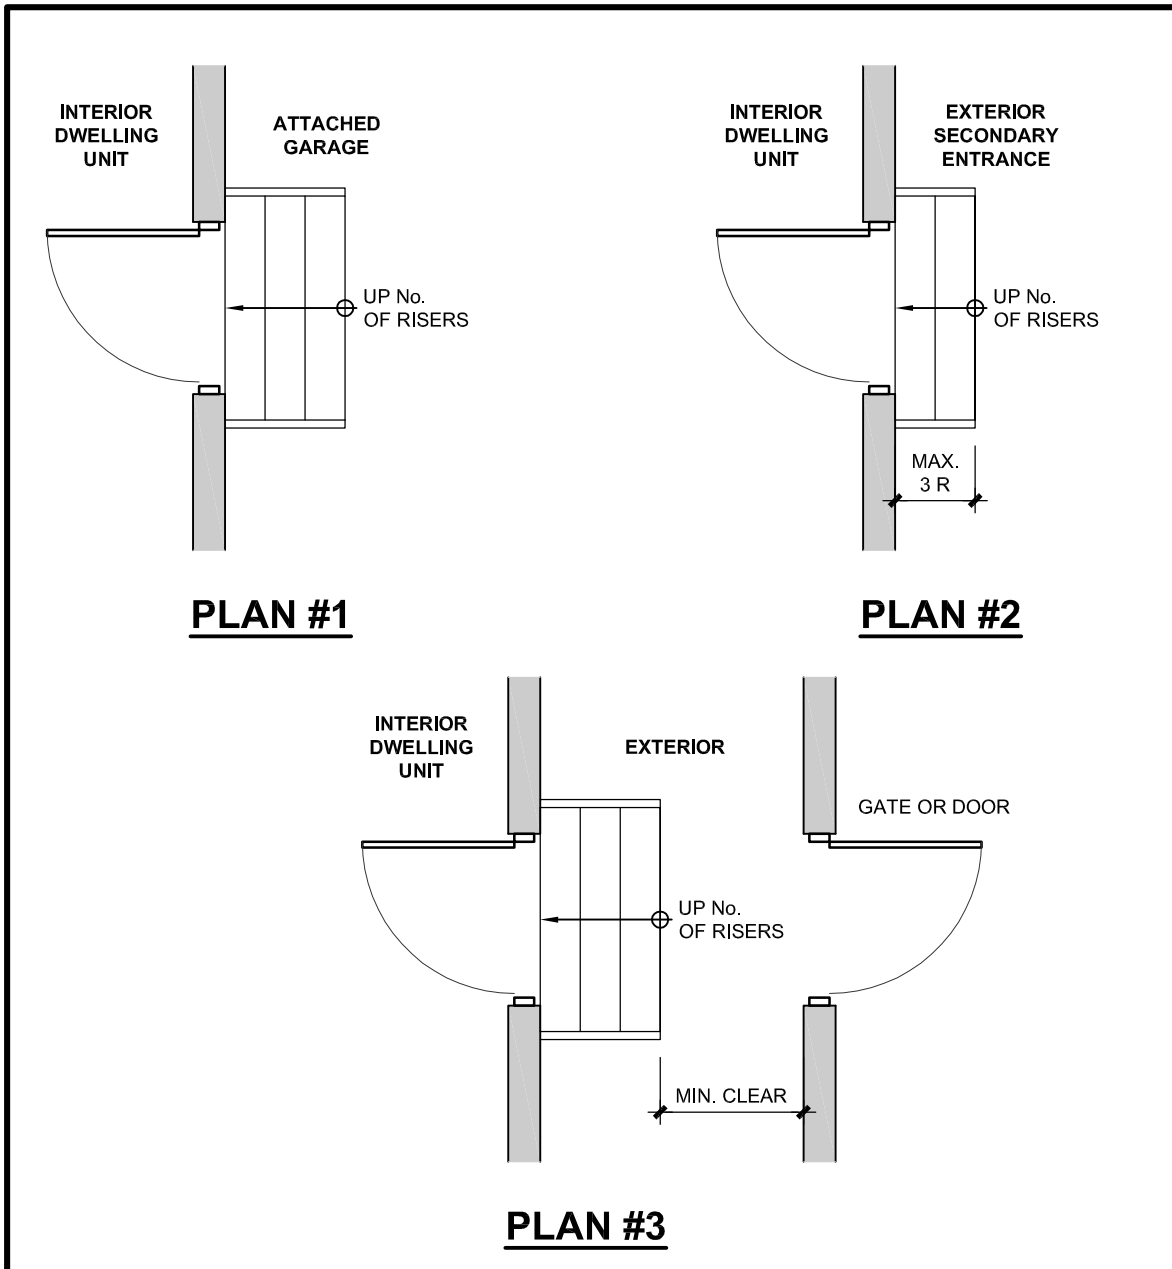 INTERIOR
DWELLING
UNIT
ATTACHED
GARAGE
UP No.
OF RISERS
PLAN #1
INTERIOR
DWELLING
UNIT
EXTERIOR
SECONDARY
ENTRANCE
UP No.
OF RISERS
MAX.
3 R
PLAN #2
INTERIOR
DWELLING
UNIT
EXTERIOR
GATE OR DOOR
UP No.
OF RISERS
MIN. CLEAR
PLAN #3